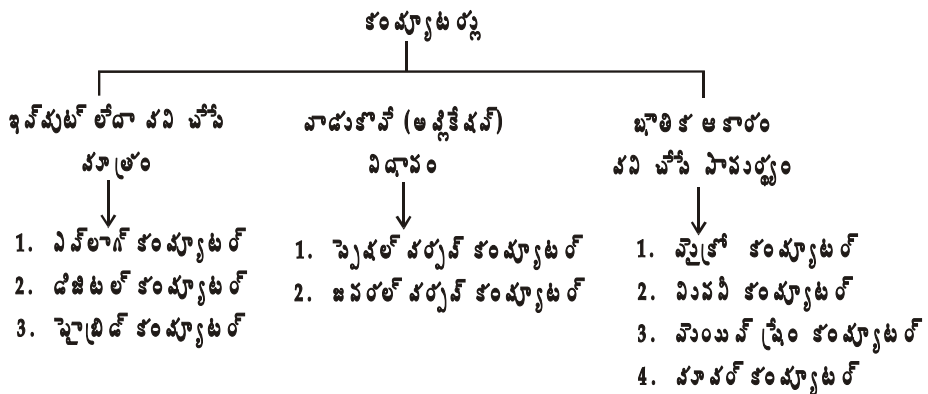 కంప్యూటర్లు
ఇన్‌పుట్ లేదా పని చేసే
సూత్రం
1. ఎనలాగ్ కంప్యూటర్
2. డిజిటల్ కంప్యూటర్
3. హైబ్రిడ్ కంప్యూటర్
వాడుకొనే (అప్లికేషన్)
విధానం
1. స్పెషల్ పర్పస్ కంప్యూటర్
2. జనరల్ పర్పస్ కంప్యూటర్
భౌతిక ఆకారం
పని చేసే సామర్థ్యం
1. మైక్రో కంప్యూటర్
2. మినీ కంప్యూటర్
3. మెయిన్ ఫ్రేం కంప్యూటర్
4. సూపర్ కంప్యూటర్